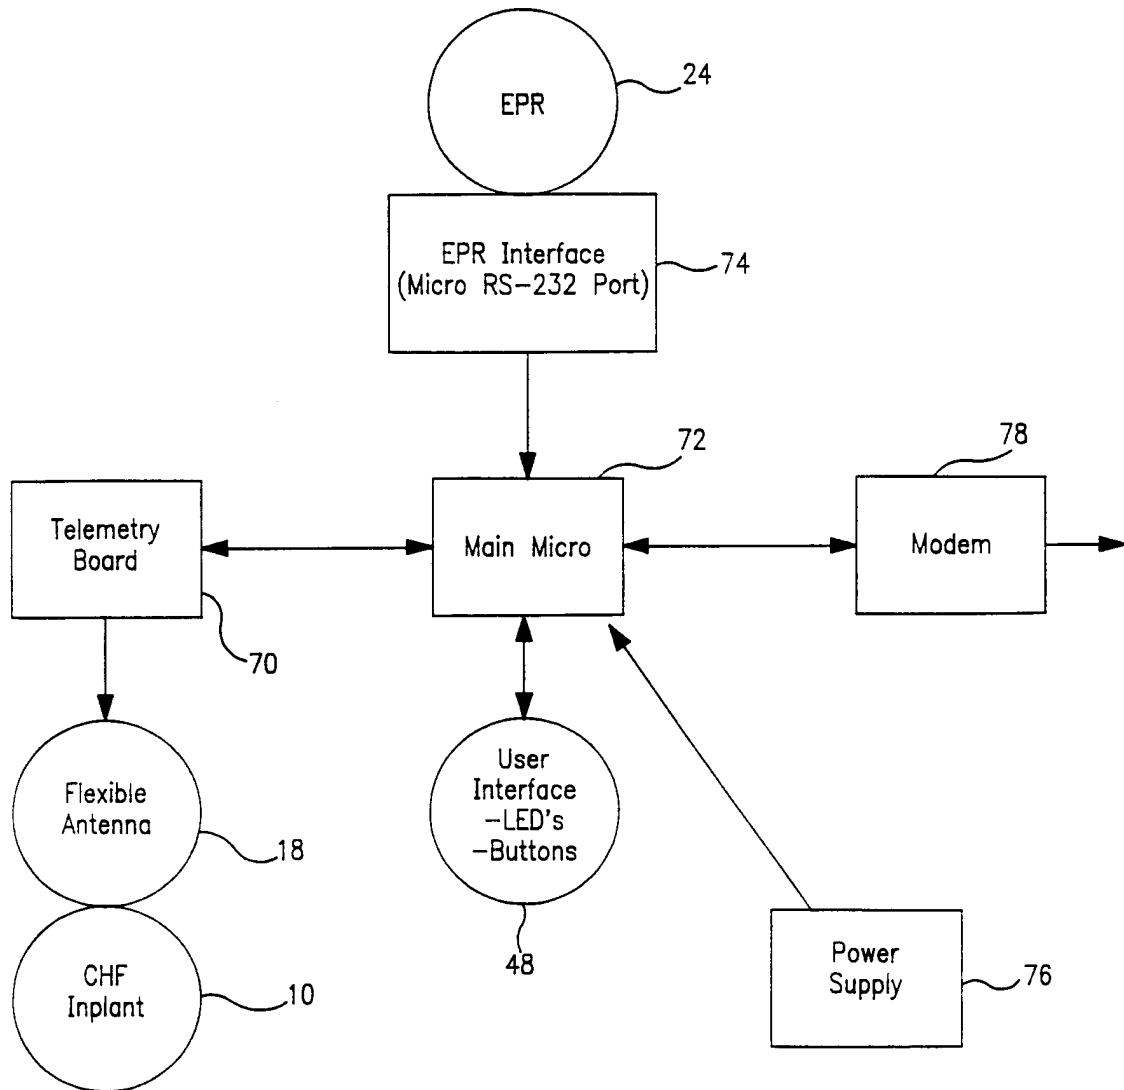 EPR
24
EPR Interface
(Micro RS-232 Port)
74
72
78
Telemetry
Board
Main Micro
Modem
70
Flexible
Antenna
18
User
Interface
-LED's
-Buttons
48
CHF
Inplant
10
Power
Supply
76